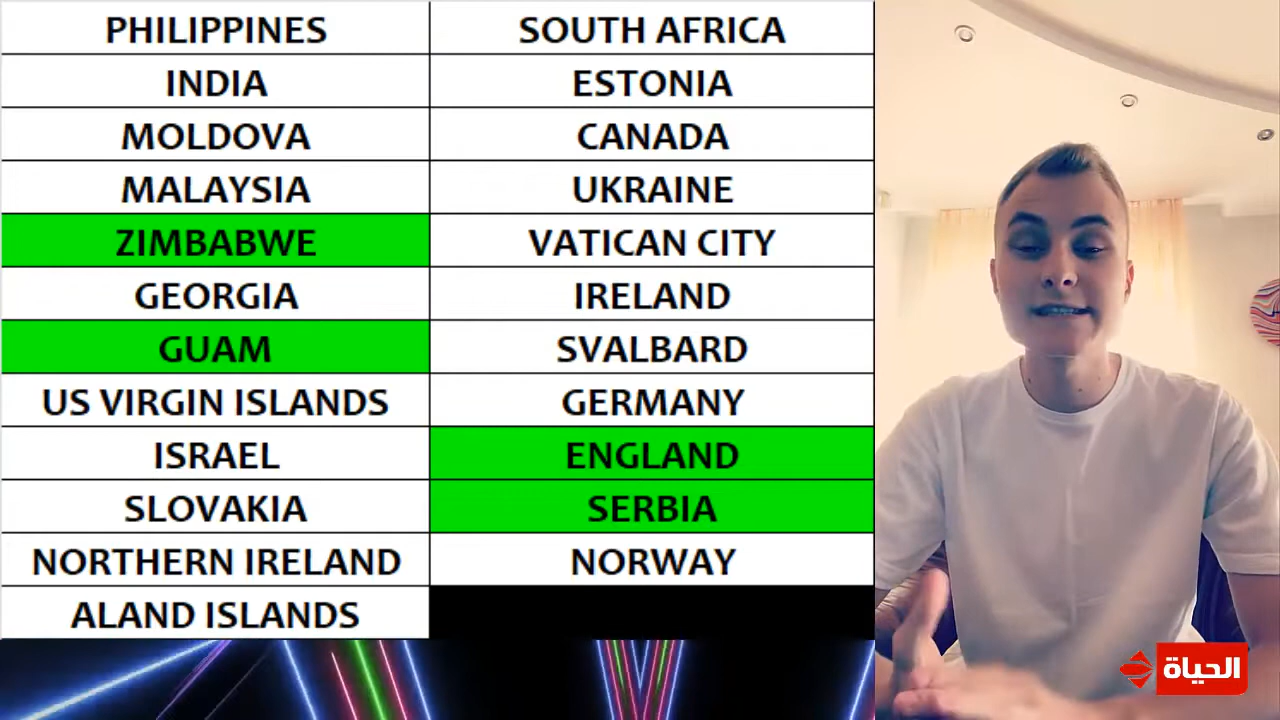 PHILIPPINES
SOUTH AFRICA
INDIA
ESTONIA
MOLDOVA
CANADA
MALAYSIA
UKRAINE
ZIMBABWE
VATICAN CITY
GEORGIA
IRELAND
GUAM
SVALBARD
US VIRGIN ISLANDS
GERMANY
ISRAEL
ENGLAND
SLOVAKIA
SERBIA
NORTHERN IRELAND
NORWAY
ALAND ISLANDS
الحياة